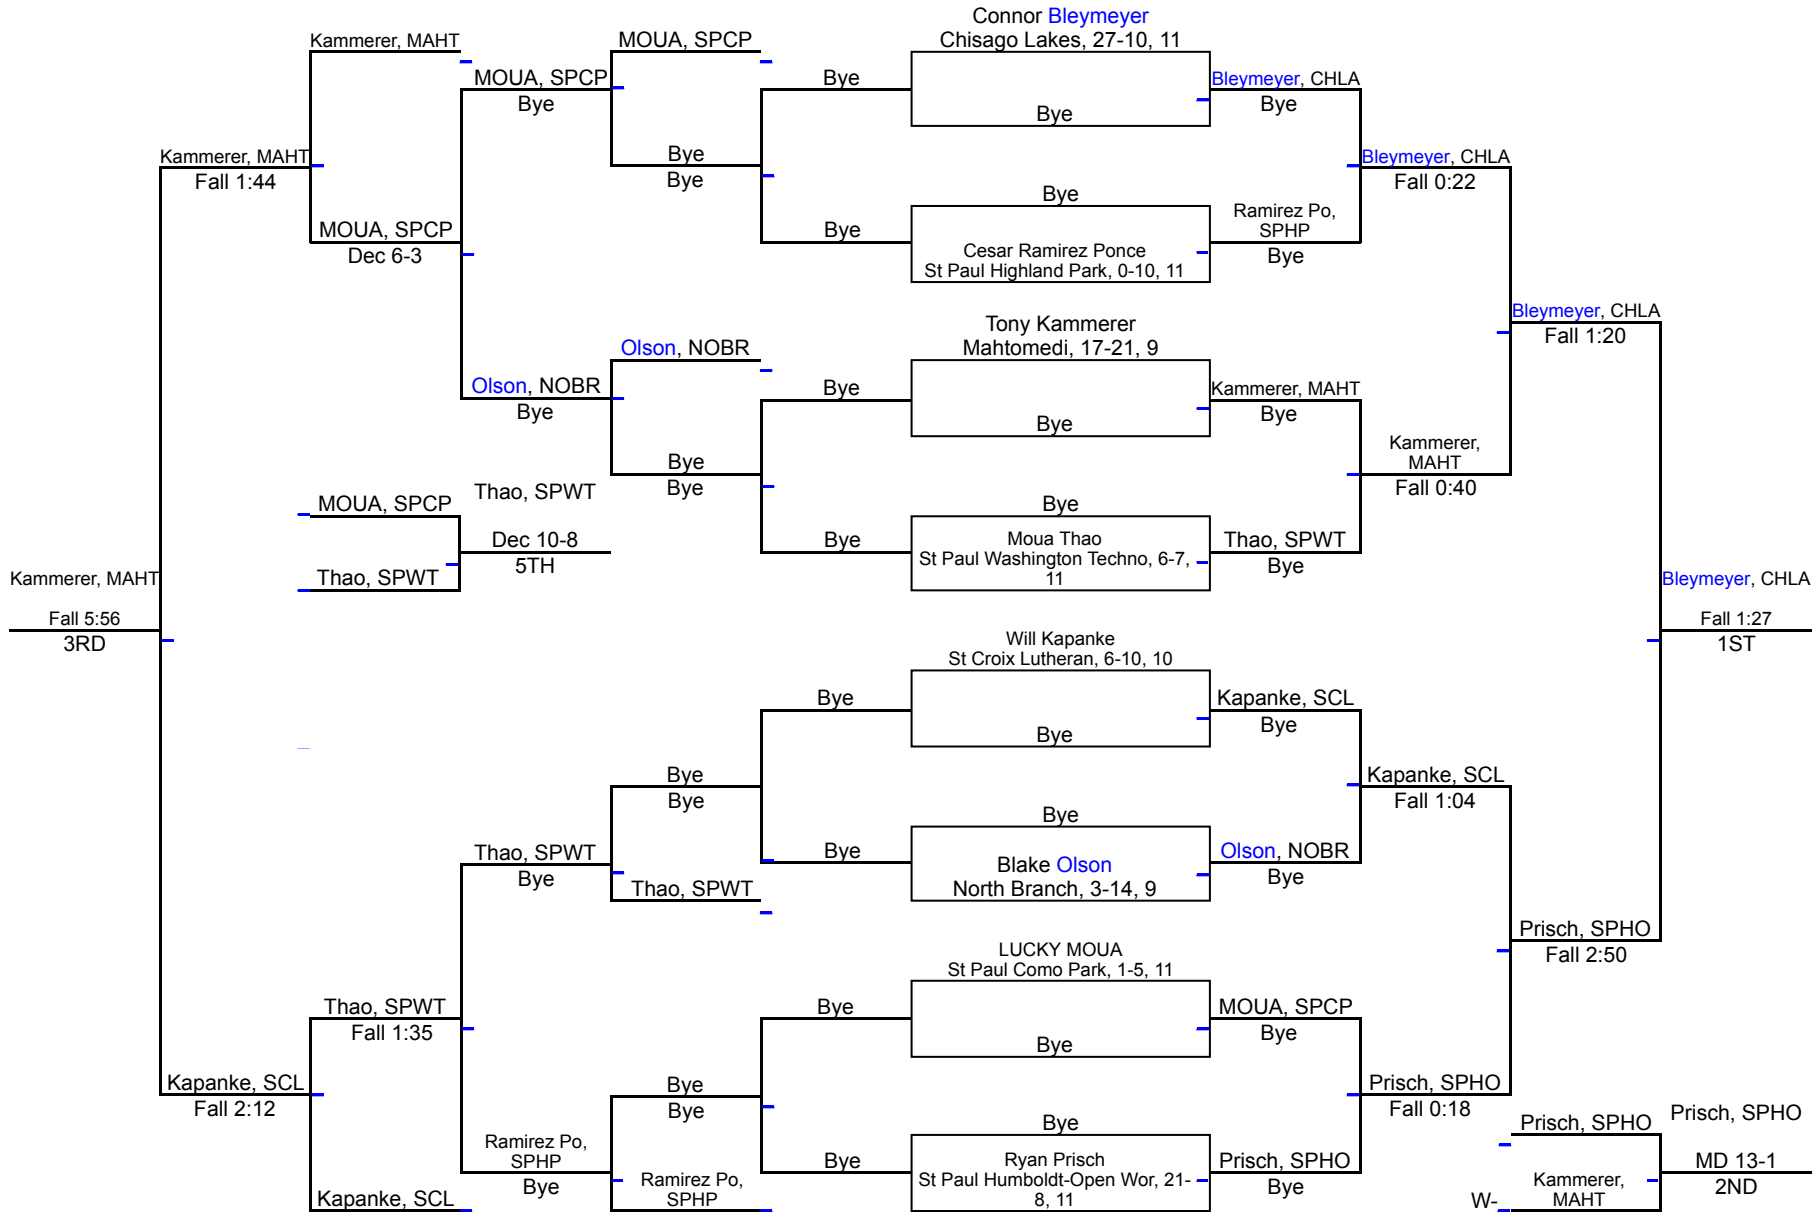 Connor Bleymeyer
Kammerer, MAHT
MOUA, SPCP
Chisago Lakes, 27-10, 11
MOUA, SPCP
Bye
Bleymeyer, CHLA
Bye
Bye
Bye
Kammerer, MAHT
Bye
Bleymeyer, CHLA
Fall 1:44
Bye
Fall 0:22
Bye
Ramirez Po,
SPHP
MOUA, SPCP
Bye
Dec 6-3
Cesar Ramirez Ponce
St Paul Highland Park, 0-10, 11
Bye
Bleymeyer, CHLA
Fall 1:20
Tony Kammerer
Mahtomedi, 17-21, 9
Olson, NOBR
Olson, NOBR
Bye
Bye
Kammerer, MAHT
Bye
Bye
Kammerer,
MAHT
Bye
Bye
Fall 0:40
Thao, SPWT
MOUA, SPCP
Bye
Dec 10-8
5TH
Bye
Moua Thao
St Paul Washington Techno, 6-7,
11
Thao, SPWT
Bye
Thao, SPWT
Kammerer, MAHT
Fall 5:56
3RD
Bleymeyer, CHLA
Fall 1:27
1ST
Will Kapanke
St Croix Lutheran, 6-10, 10
Bye
Kapanke, SCL
Bye
Bye
Bye
Bye
Kapanke, SCL
Fall 1:04
Bye
Thao, SPWT
Bye
Bye
Blake Olson
North Branch, 3-14, 9
Olson, NOBR
Bye
Thao, SPWT
Prisch, SPHO
Fall 2:50
LUCKY MOUA
St Paul Como Park, 1-5, 11
Thao, SPWT
Fall 1:35
Bye
MOUA, SPCP
Bye
Bye
Kapanke, SCL
Fall 2:12
Bye
Bye
Prisch, SPHO
Fall 0:18
Bye
Prisch, SPHO
Prisch, SPHO
Ramirez Po,
SPHP
Bye
Bye
Ryan Prisch
St Paul Humboldt-Open Wor, 21-
8, 11
Prisch, SPHO
Bye
MD 13-1
2ND
Kapanke, SCL
Ramirez Po,
SPHP
W-
Kammerer,
MAHT